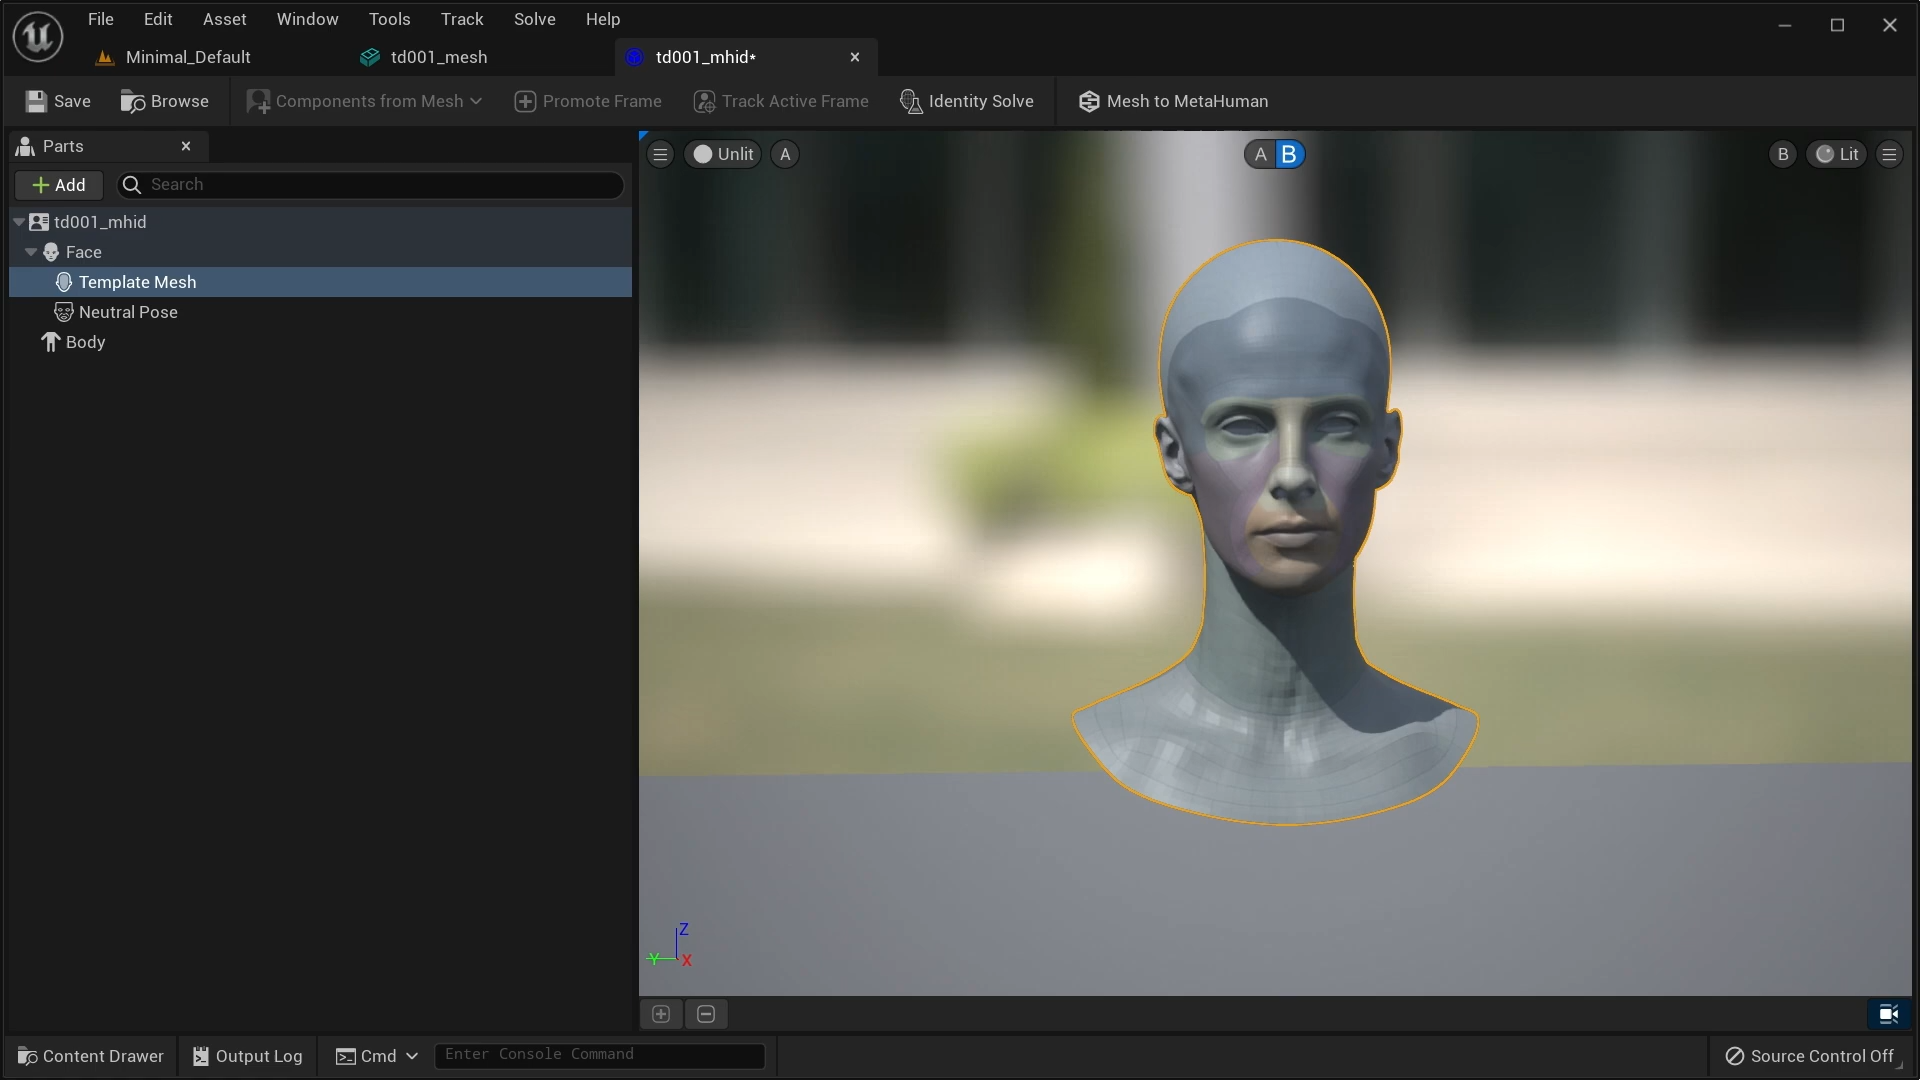 File Edit Asset Window Tools Track Solve Help
Minimal_Default td001_mesh td001_mhid*
Save Browse Components from Mesh Promote Frame Track Active Frame Identity Solve Mesh to MetaHuman
Parts
Add Search
td001_mhid
Face
Template Mesh
Neutral Pose
Body
Unlit A A B B Lit
Z
Y X
Content Drawer Output Log Cmd Enter Console Command Source Control Off